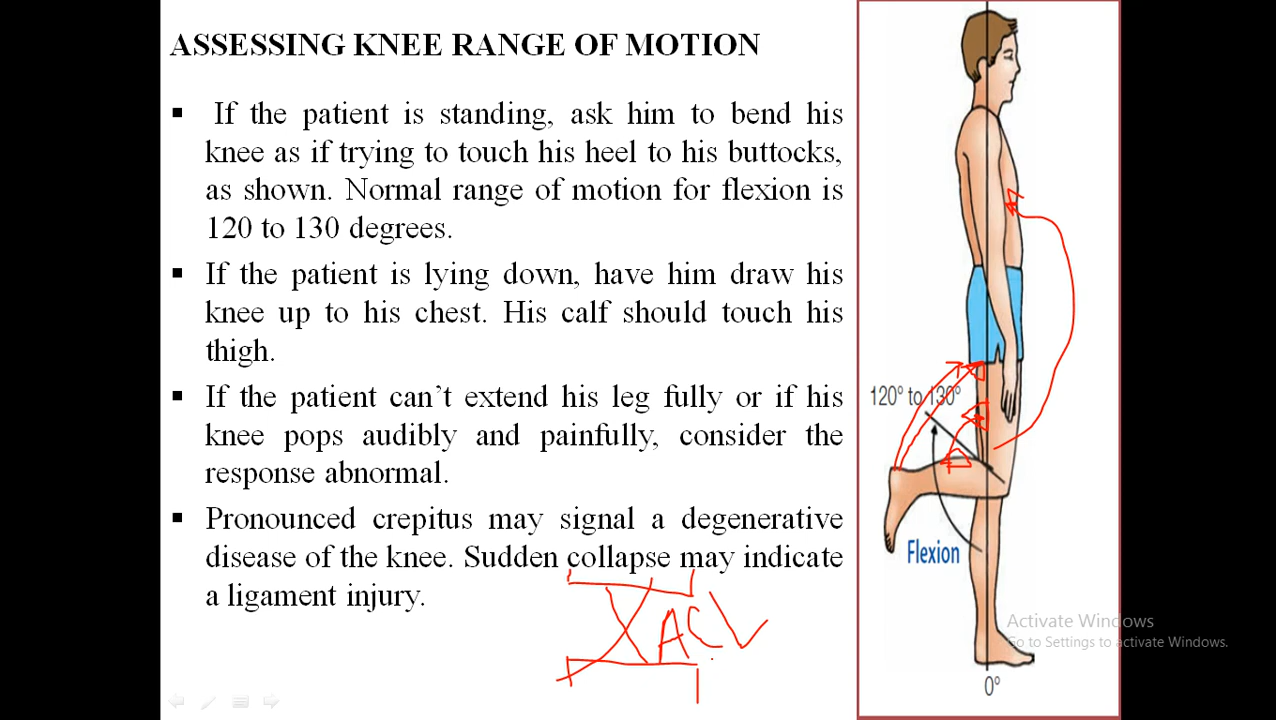 ASSESSING KNEE RANGE OF MOTION
▪ If the patient is standing, ask him to bend his
knee as if trying to touch his heel to his buttocks,
as shown. Normal range of motion for flexion is
120 to 130 degrees.
▪ If the patient is lying down, have him draw his
knee up to his chest. His calf should touch his
thigh.
▪ If the patient can't extend his leg fully or if his
knee pops audibly and painfully, consider the
response abnormal.
▪ Pronounced crepitus may signal a degenerative
disease of the knee. Sudden collapse may indicate
a ligament injury.
ACL
120º to 130º
Flexion
0º
Activate Windows
Go to Settings to activate Windows.